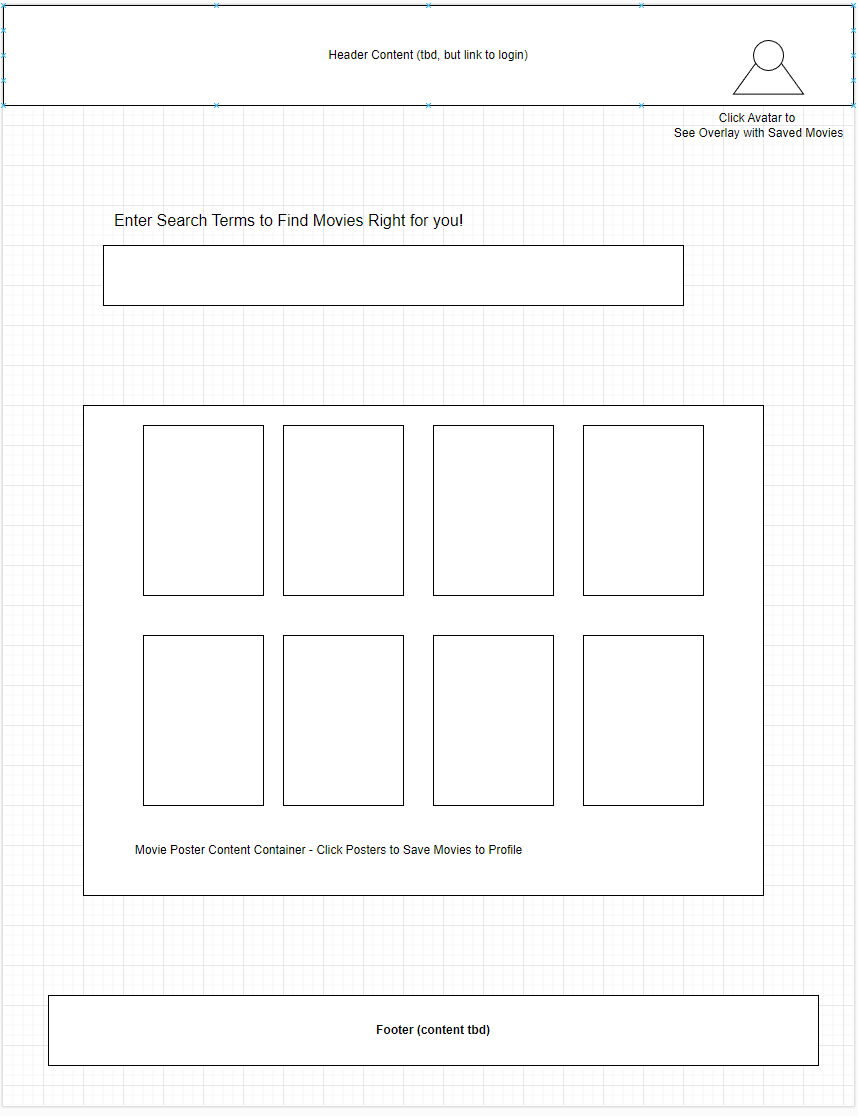 Header Content (tbd, but link to login)
Click Avatar to
See Overlay with Saved Movies
Enter Search Terms to Find Movies Right for you!
Movie Poster Content Container - Click Posters to Save Movies to Profile
Footer (content tbd)